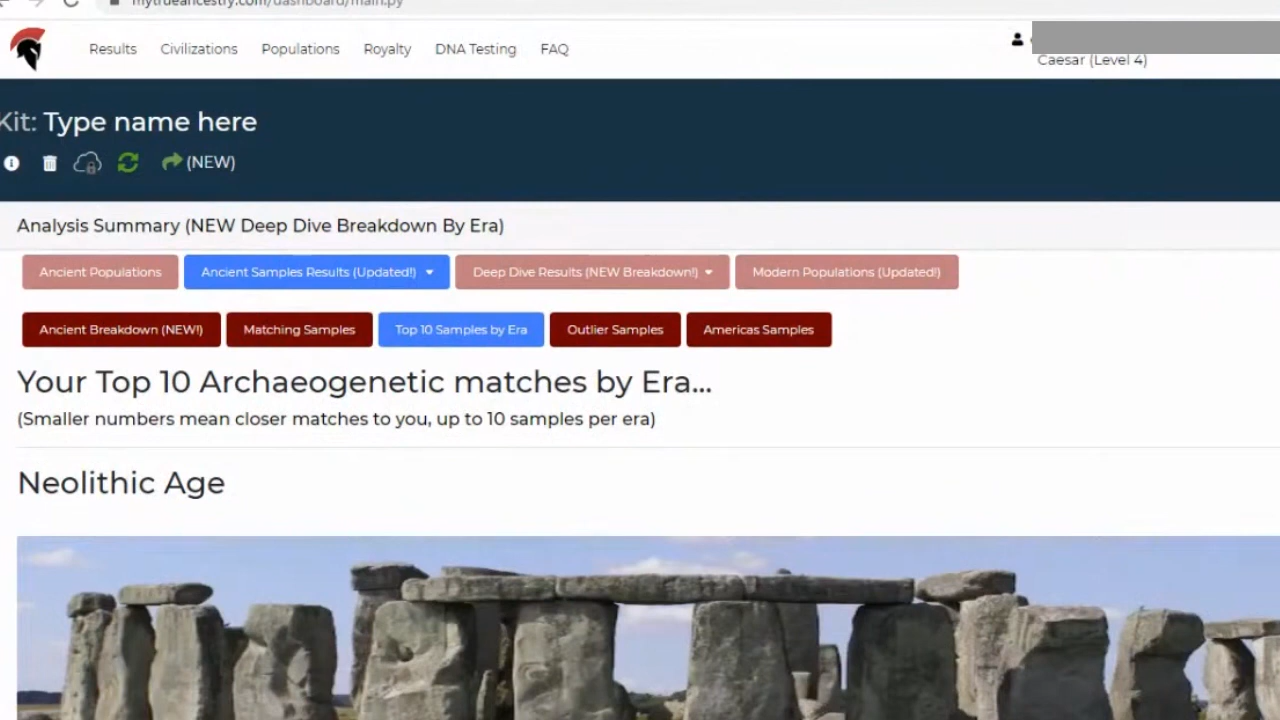 mytrueancestry.com/dashboard/main.py
Results Civilizations Populations Royalty DNA Testing FAQ
Caesar (Level 4)
Kit: Type name here
(NEW)
Analysis Summary (NEW Deep Dive Breakdown By Era)
Ancient Populations Ancient Samples Results (Updated!) Deep Dive Results (NEW Breakdown!) Modern Populations (Updated!)
Ancient Breakdown (NEW!) Matching Samples Top 10 Samples by Era Outlier Samples Americas Samples
Your Top 10 Archaeogenetic matches by Era...
(Smaller numbers mean closer matches to you, up to 10 samples per era)
Neolithic Age